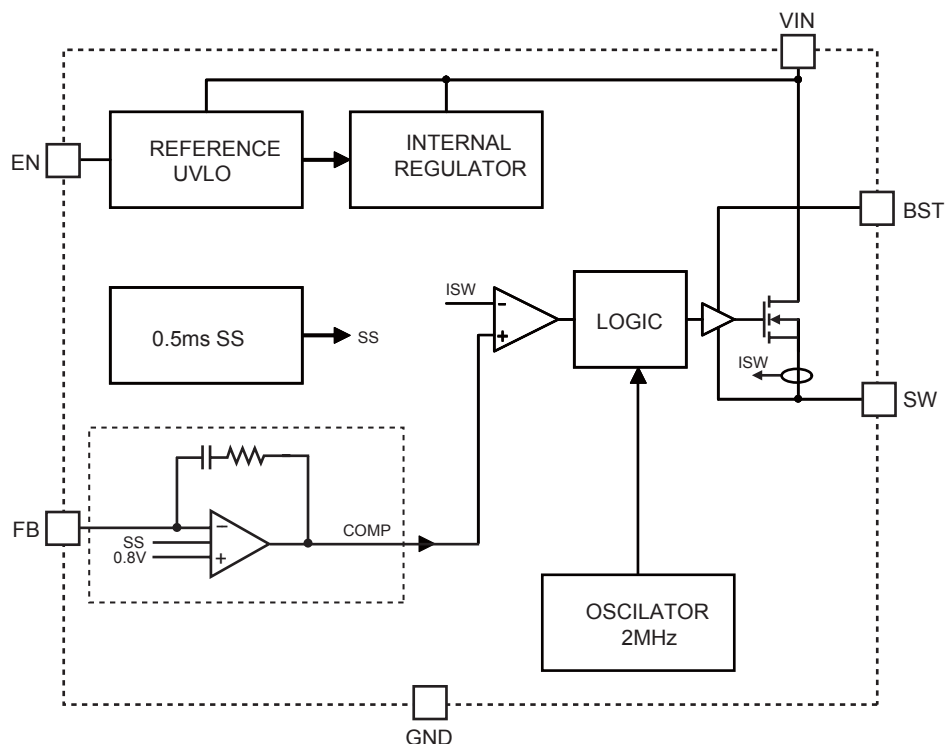 VIN
EN
REFERENCE
UVLO
INTERNAL
REGULATOR
BST
ISW
-
+
LOGIC
0.5ms SS
SS
ISW
SW
FB
SS
0.8V
-
+
COMP
OSCILATOR
2MHz
GND